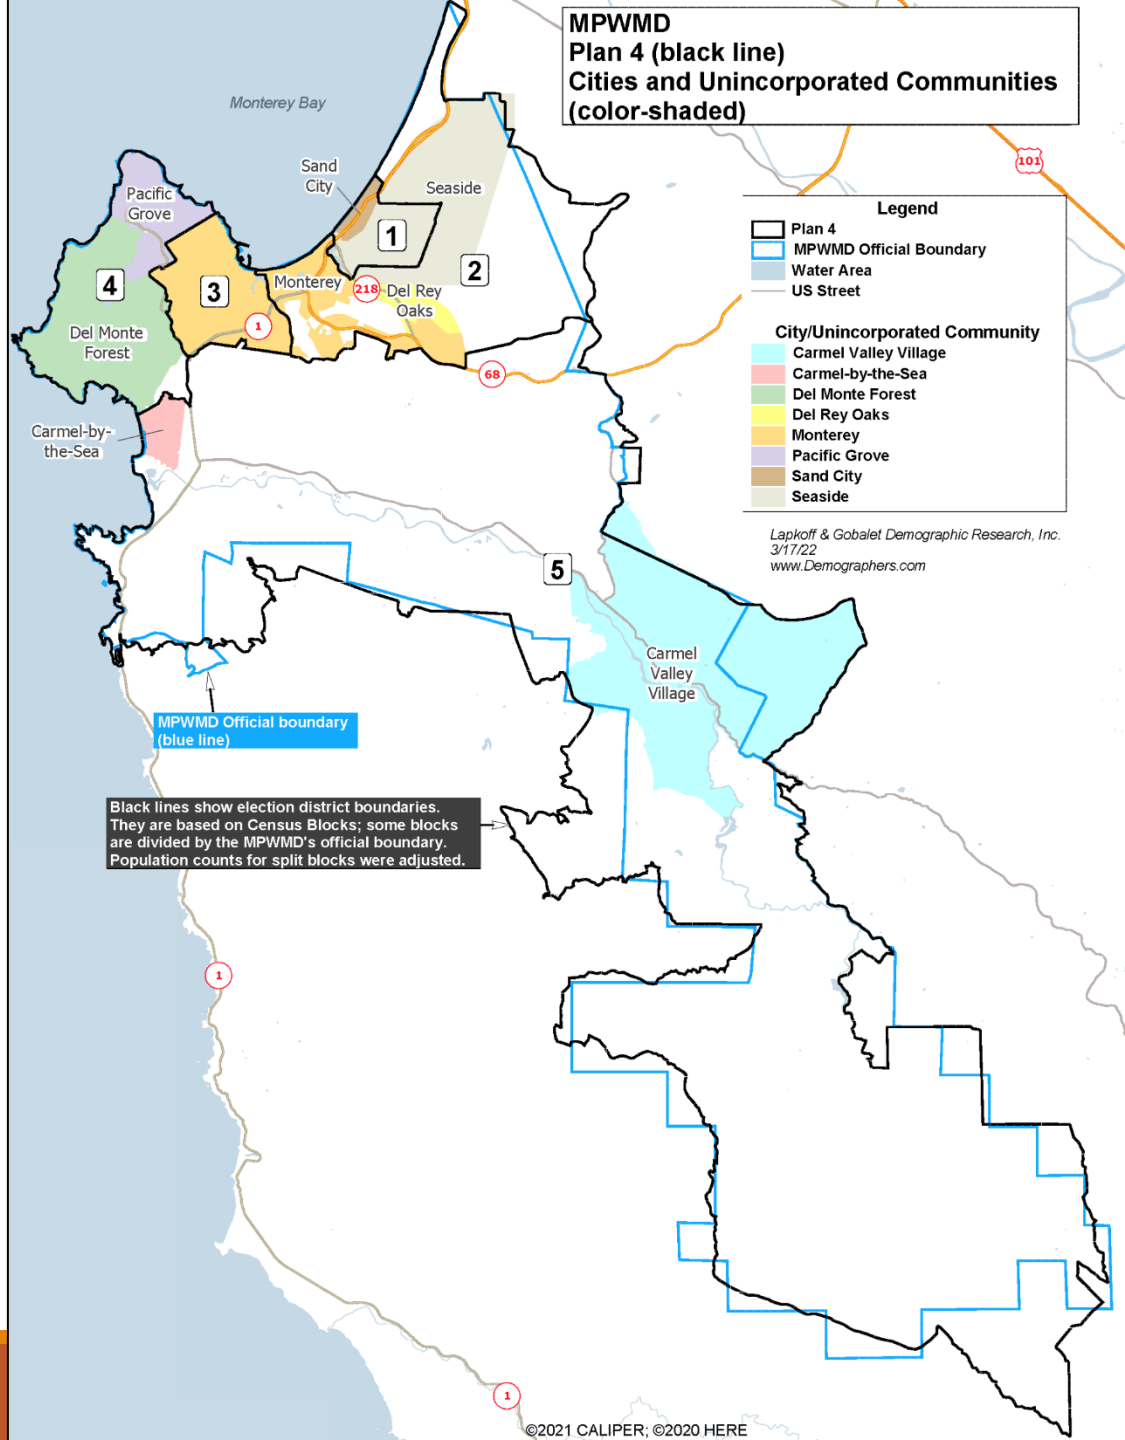 MPWMD
Plan 4 (black line)
Cities and Unincorporated Communities
(color-shaded)
Monterey Bay
101
Sand
City
Seaside
Pacific
Grove
Legend
Plan 4
MPWMD Official Boundary
Water Area
US Street
City/Unincorporated Community
Carmel Valley Village
Carmel-by-the-Sea
Del Monte Forest
Del Rey Oaks
Monterey
Pacific Grove
Sand City
Seaside
1
2
4
3
Monterey
218
Del Rey
Oaks
1
Del Monte
Forest
68
Carmel-by-
the-Sea
Lapkoff & Gobalet Demographic Research, Inc.
3/17/22
www.Demographers.com
5
Carmel
Valley
Village
MPWMD Official boundary
(blue line)
Black lines show election district boundaries.
They are based on Census Blocks; some blocks
are divided by the MPWMD's official boundary.
Population counts for split blocks were adjusted.
1
1
©2021 CALIPER; ©2020 HERE